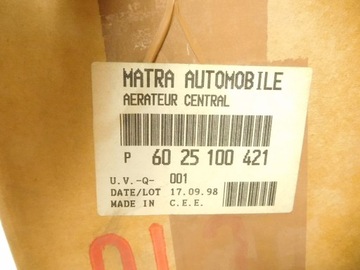 MATRA AUTOMOBILE
AERATEUR CENTRAL
P 60 25 100 421
U.V.-Q- 001
DATE/LOT 17.09.98
MADE IN C.E.E.